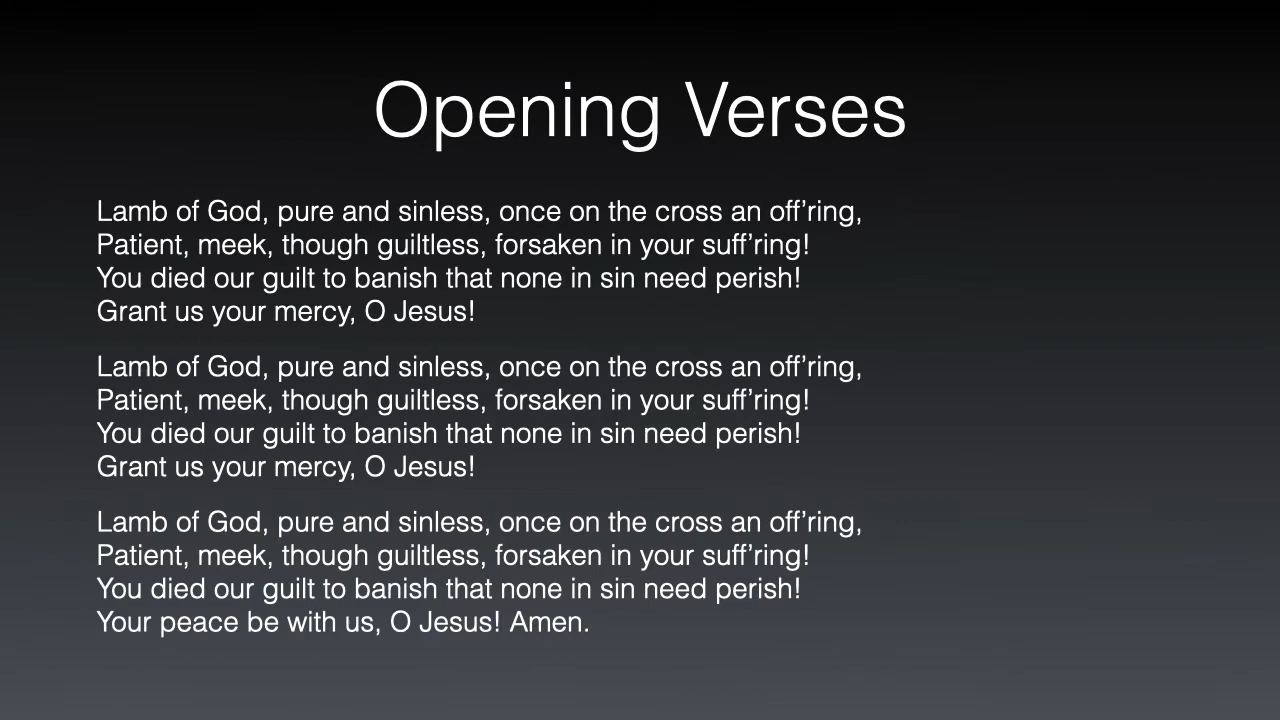 Opening Verses
Lamb of God, pure and sinless, once on the cross an off’ring,
Patient, meek, though guiltless, forsaken in your suff’ring!
You died our guilt to banish that none in sin need perish!
Grant us your mercy, O Jesus!
Lamb of God, pure and sinless, once on the cross an off’ring,
Patient, meek, though guiltless, forsaken in your suff’ring!
You died our guilt to banish that none in sin need perish!
Grant us your mercy, O Jesus!
Lamb of God, pure and sinless, once on the cross an off’ring,
Patient, meek, though guiltless, forsaken in your suff’ring!
You died our guilt to banish that none in sin need perish!
Your peace be with us, O Jesus! Amen.